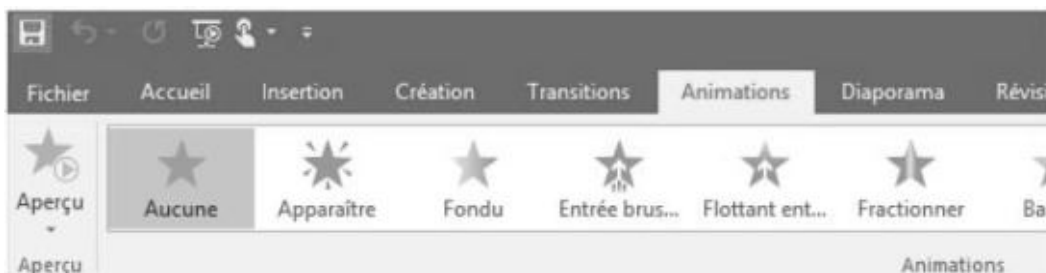 Fichier Accueil Insertion Création Transitions Animations Diaporama
Aperçu Aucune Apparaître Fondu Entrée brus... Flottant ent... Fractionner
Aperçu Animations